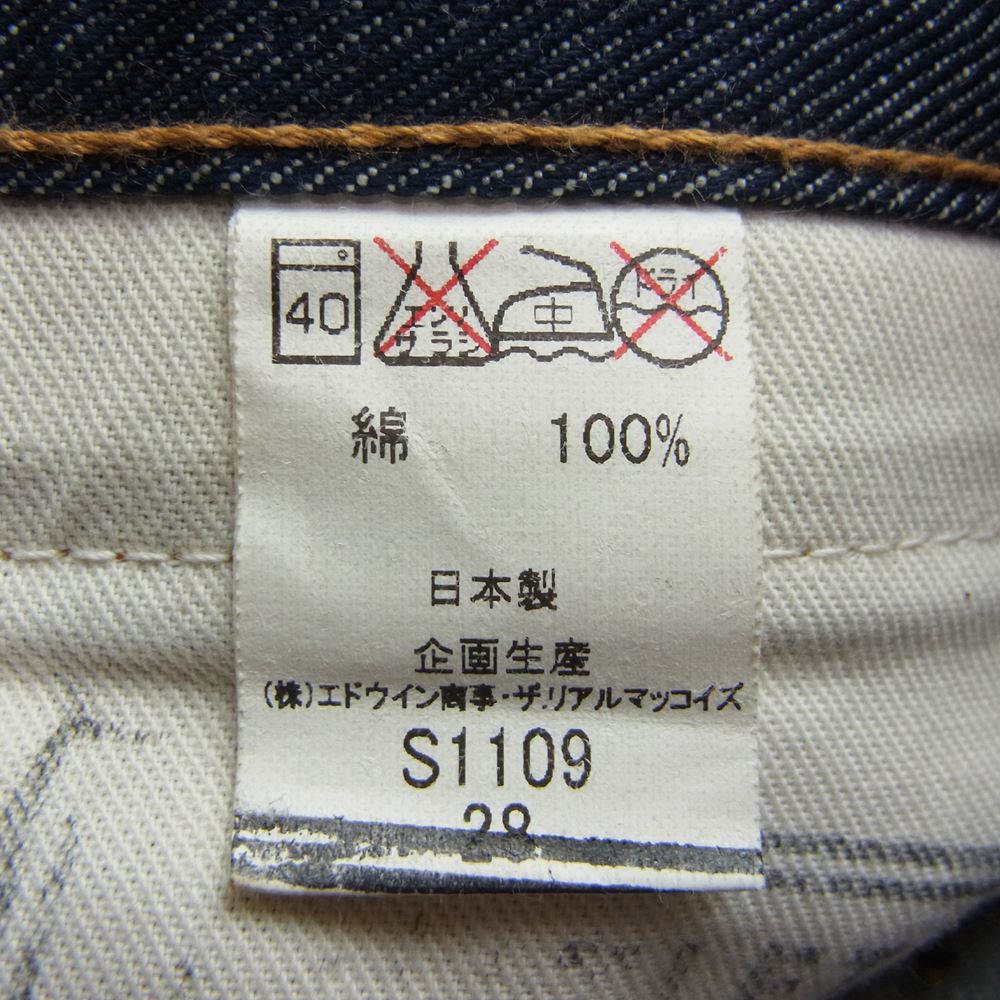 40 エンソ サラシ 中 ドライ
綿 100%
日本製
企画生産
(株)エドウイン商事・ザ.リアルマッコイズ
S1109
28